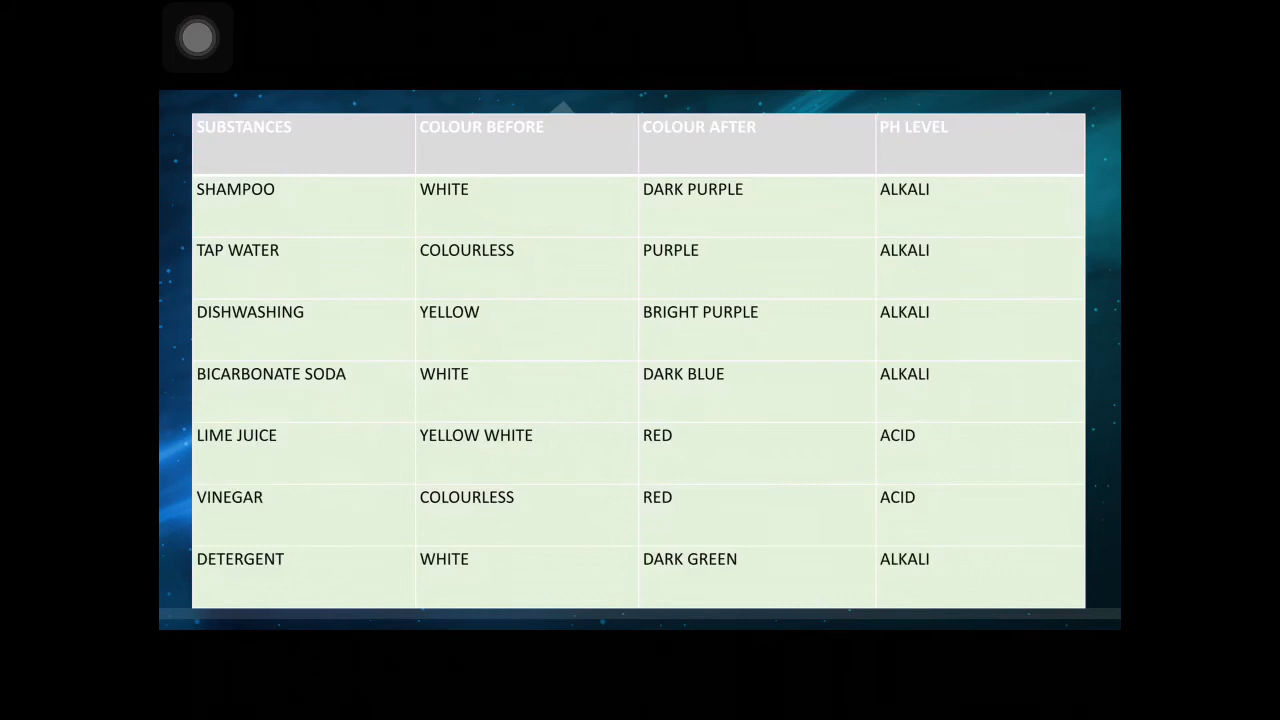 SUBSTANCES COLOUR BEFORE COLOUR AFTER PH LEVEL
SHAMPOO WHITE DARK PURPLE ALKALI
TAP WATER COLOURLESS PURPLE ALKALI
DISHWASHING YELLOW BRIGHT PURPLE ALKALI
BICARBONATE SODA WHITE DARK BLUE ALKALI
LIME JUICE YELLOW WHITE RED ACID
VINEGAR COLOURLESS RED ACID
DETERGENT WHITE DARK GREEN ALKALI